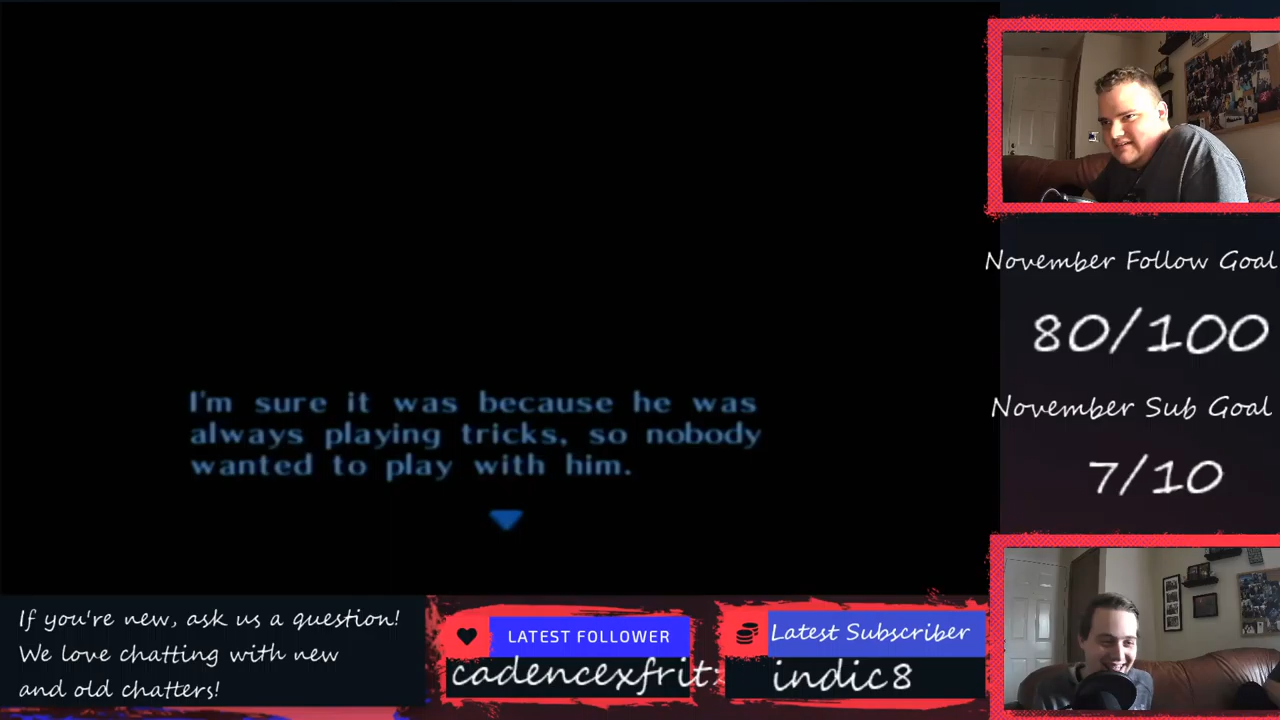 I'm sure it was because he was
always playing tricks, so nobody
wanted to play with him.
November Follow Goal
80/100
November Sub Goal
7/10
If you're new, ask us a question!
We love chatting with new
and old chatters!
LATEST FOLLOWER
cadencexfritz
Latest Subscriber
indic8